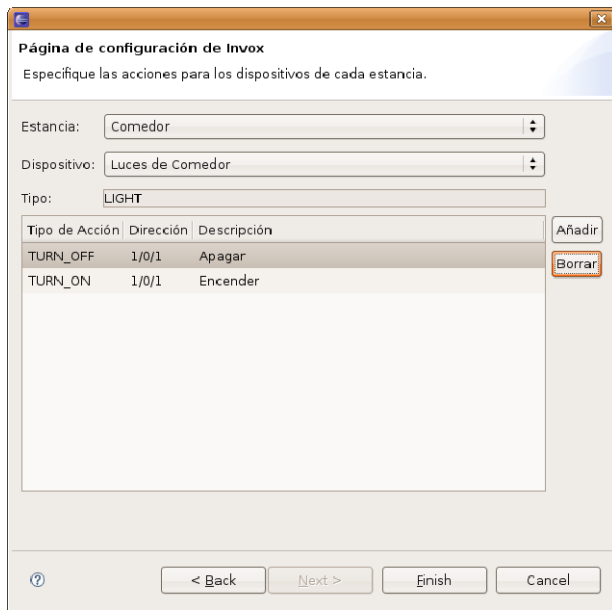 Página de configuración de Invox
Especifique las acciones para los dispositivos de cada estancia.
Estancia: Comedor
Dispositivo: Luces de Comedor
Tipo: LIGHT
Tipo de Acción Dirección Descripción Añadir
TURN_OFF 1/0/1 Apagar Borrar
TURN_ON 1/0/1 Encender
< Back Next > Finish Cancel